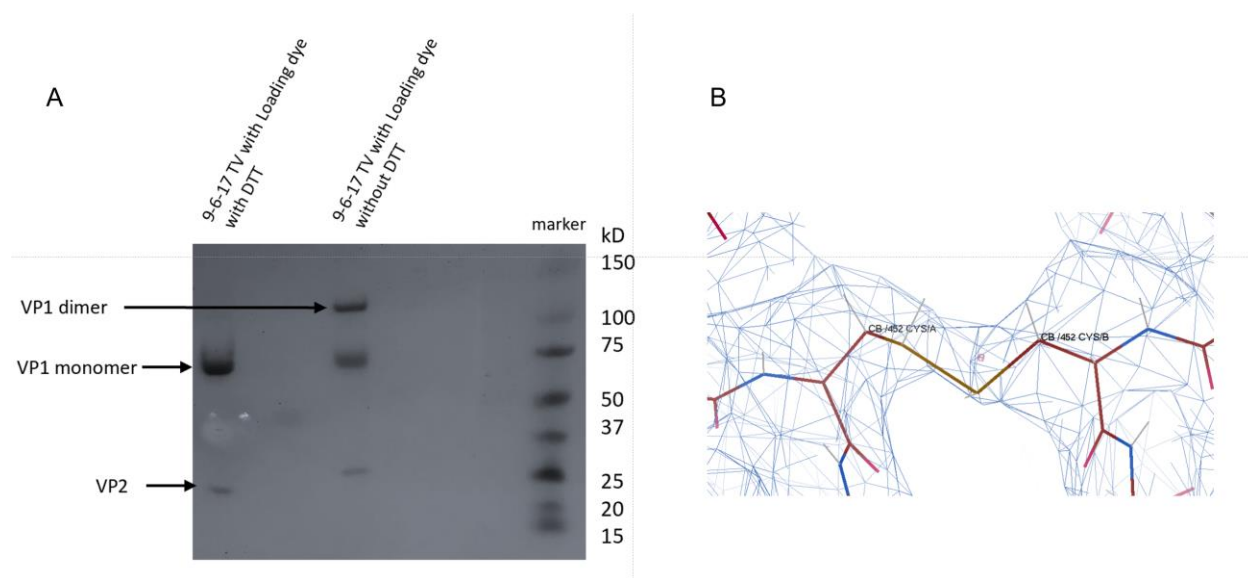 A
9-6-17 TV with Loading dye
with DTT
9-6-17 TV with Loading dye
without DTT
marker
kD
150
100
75
50
37
25
20
15
VP1 dimer
VP1 monomer
VP2
B
CB /452 CYS/A
CB /452 CYS/B